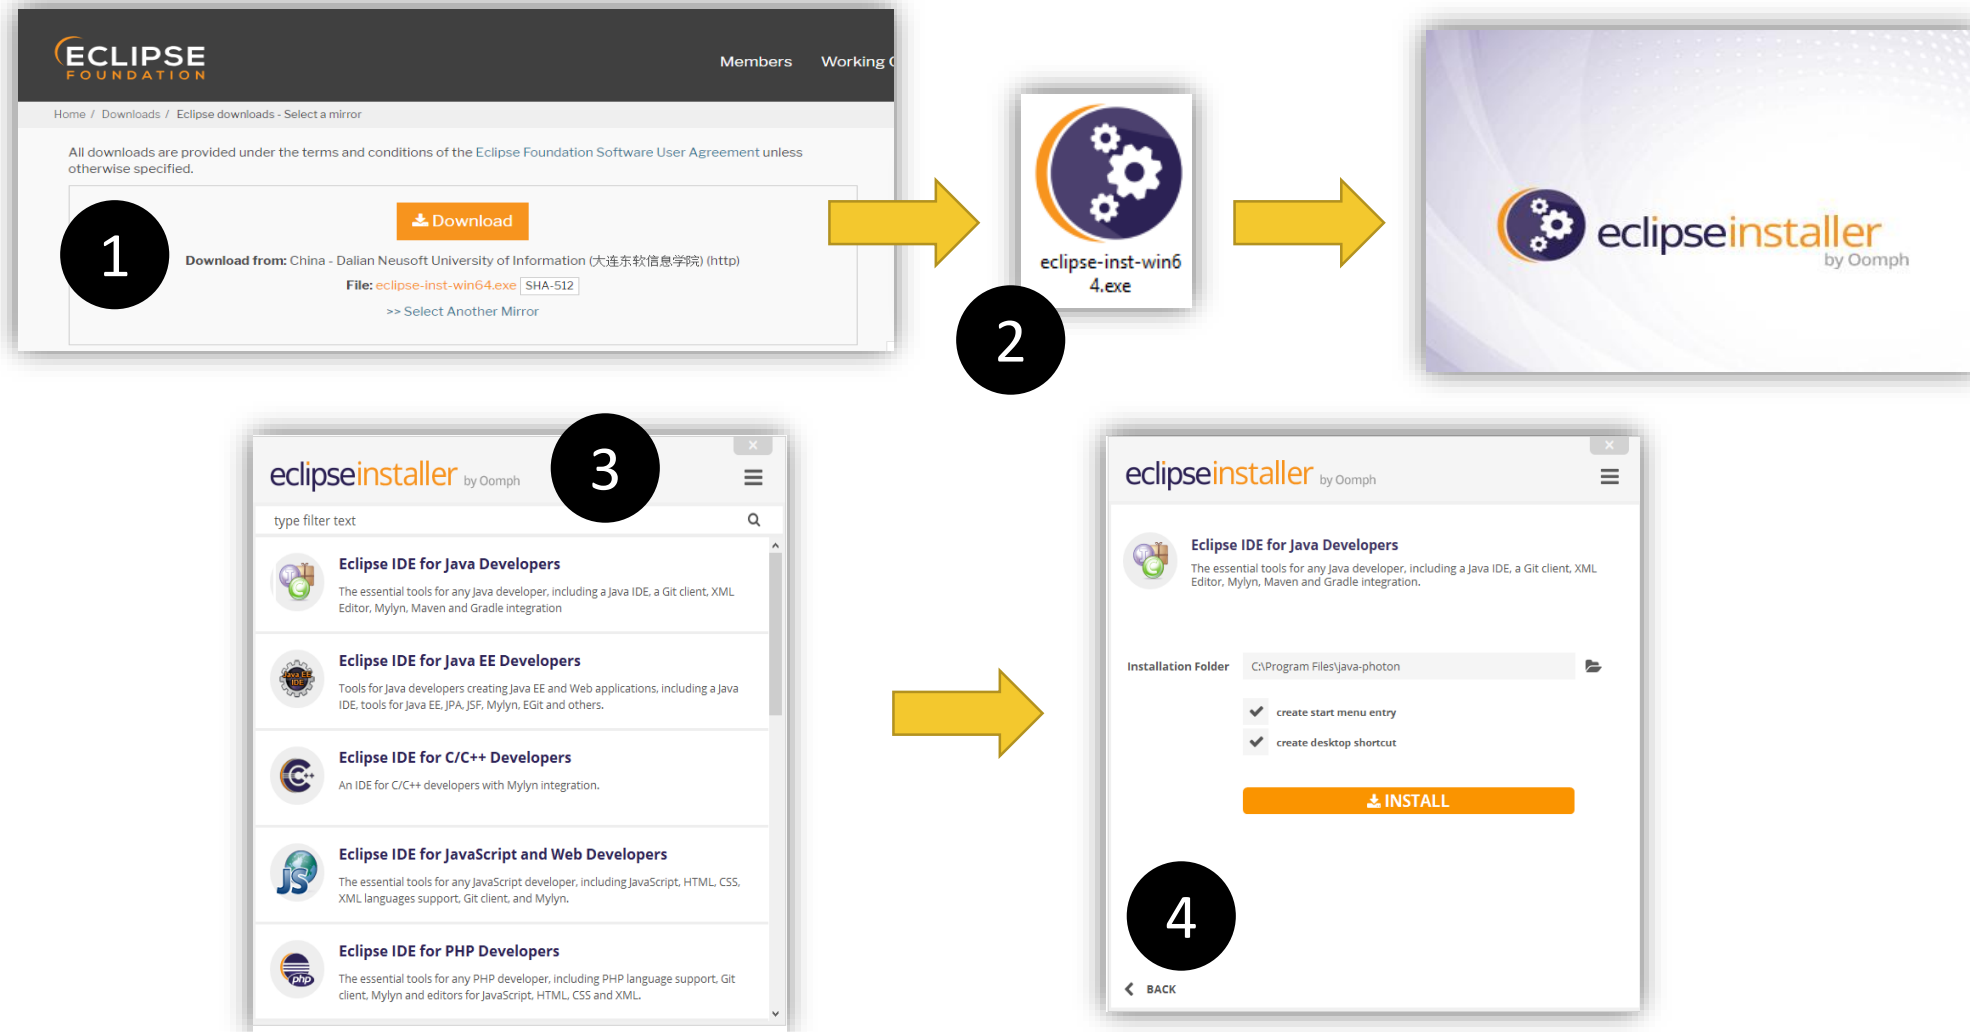 ECLIPSE
FOUNDATION
Members Working
Home / Downloads / Eclipse downloads - Select a mirror
All downloads are provided under the terms and conditions of the Eclipse Foundation Software User Agreement unless
otherwise specified.
Download
1
Download from: China - Dalian Neusoft University of Information (大连东软信息学院) (http)
File: eclipse-inst-win64.exe SHA-512
>> Select Another Mirror
eclipse-inst-win6
4.exe
2
eclipseinstaller
by Oomph
3
eclipseinstaller by Oomph
type filter text
Eclipse IDE for Java Developers
The essential tools for any Java developer, including a Java IDE, a Git client, XML
Editor, Mylyn, Maven and Gradle integration
Java EE
IDE
Eclipse IDE for Java EE Developers
Tools for Java developers creating Java EE and Web applications, including a Java
IDE, tools for Java EE, JPA, JSF, Mylyn, EGit and others.
C++
Eclipse IDE for C/C++ Developers
An IDE for C/C++ developers with Mylyn integration.
JS
Eclipse IDE for JavaScript and Web Developers
The essential tools for any JavaScript developer, including JavaScript, HTML, CSS,
XML languages support, Git client, and Mylyn.
php
Eclipse IDE for PHP Developers
The essential tools for any PHP developer, including PHP language support, Git
client, Mylyn and editors for JavaScript, HTML, CSS and XML.
eclipseinstaller by Oomph
Eclipse IDE for Java Developers
The essential tools for any Java developer, including a Java IDE, a Git client, XML
Editor, Mylyn, Maven and Gradle integration.
Installation Folder C:\Program Files\java-photon
create start menu entry
create desktop shortcut
INSTALL
4
BACK